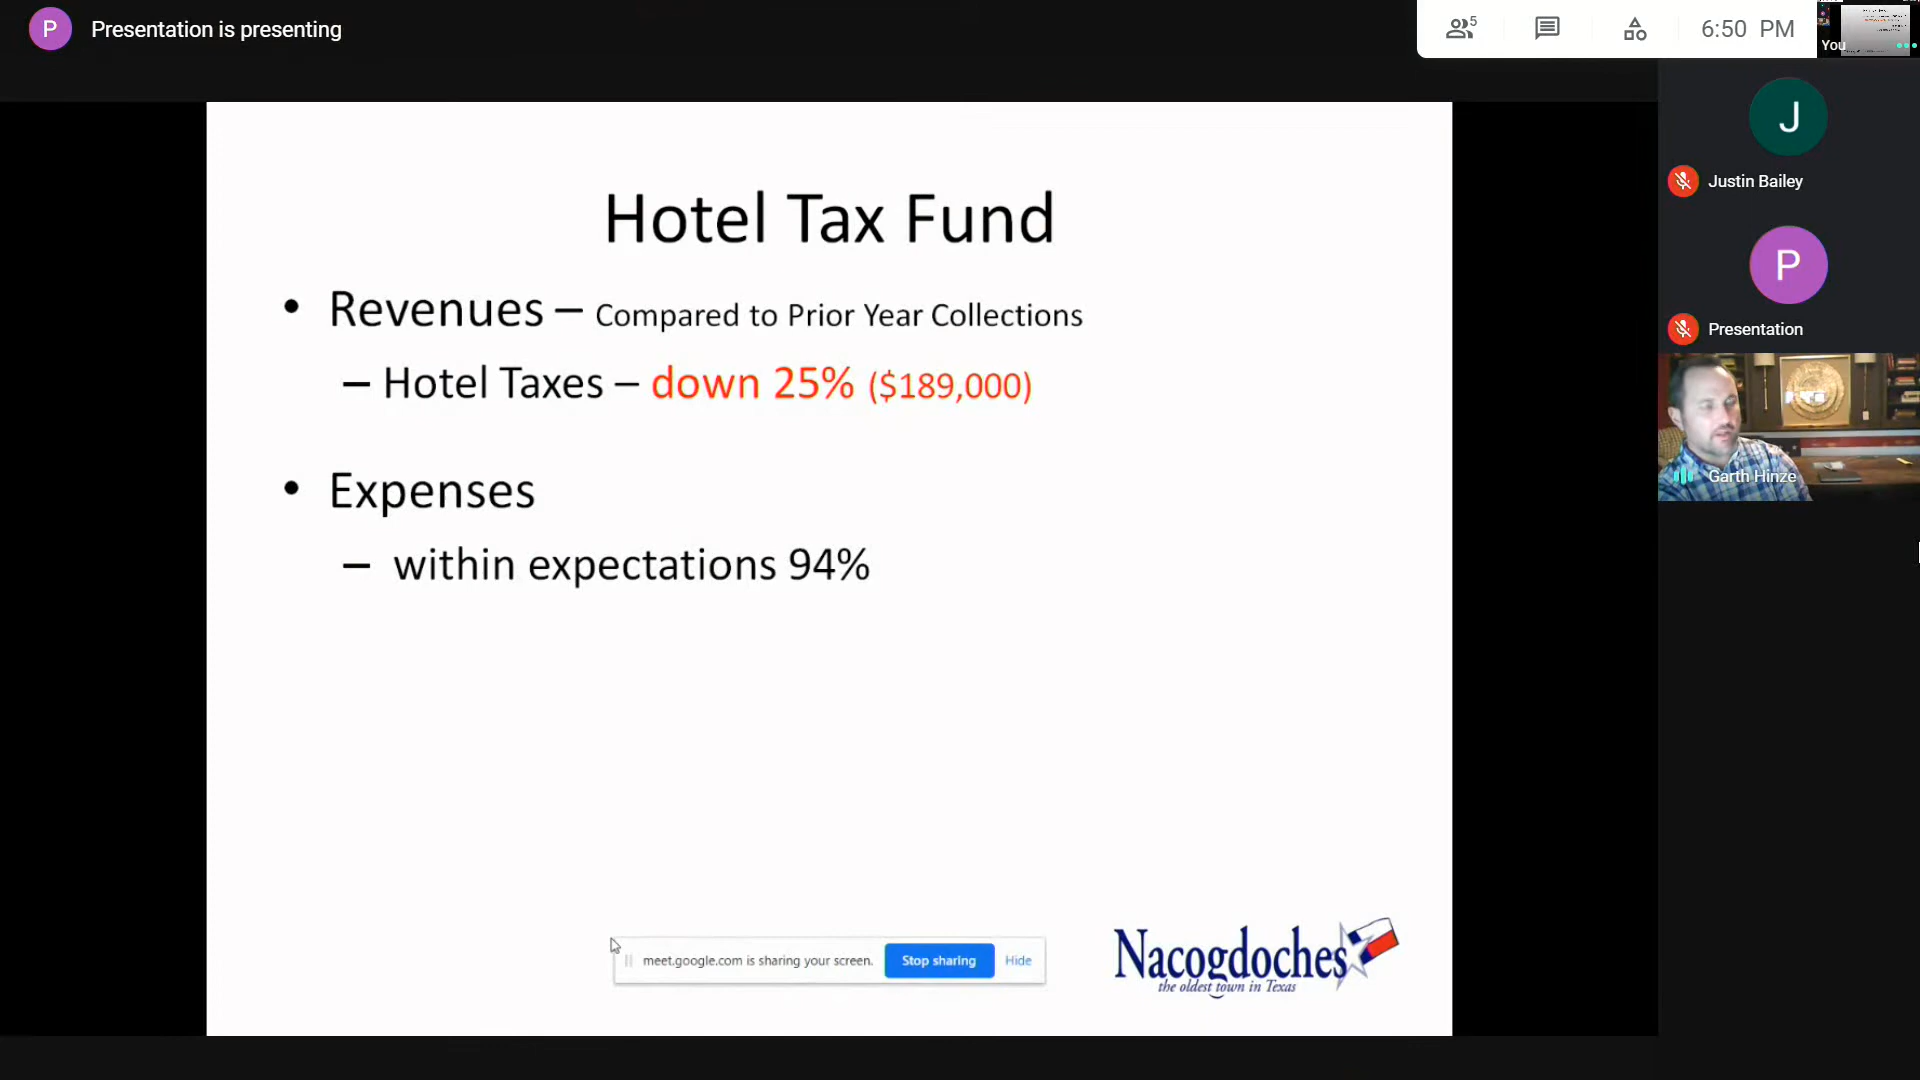 P
Presentation is presenting
5
6:50 PM
You
J
Justin Bailey
P
Presentation
Garth Hinze
Hotel Tax Fund
• Revenues – Compared to Prior Year Collections
– Hotel Taxes – down 25% ($189,000)
• Expenses
– within expectations 94%
meet.google.com is sharing your screen. Stop sharing Hide
Nacogdoches
the oldest town in Texas